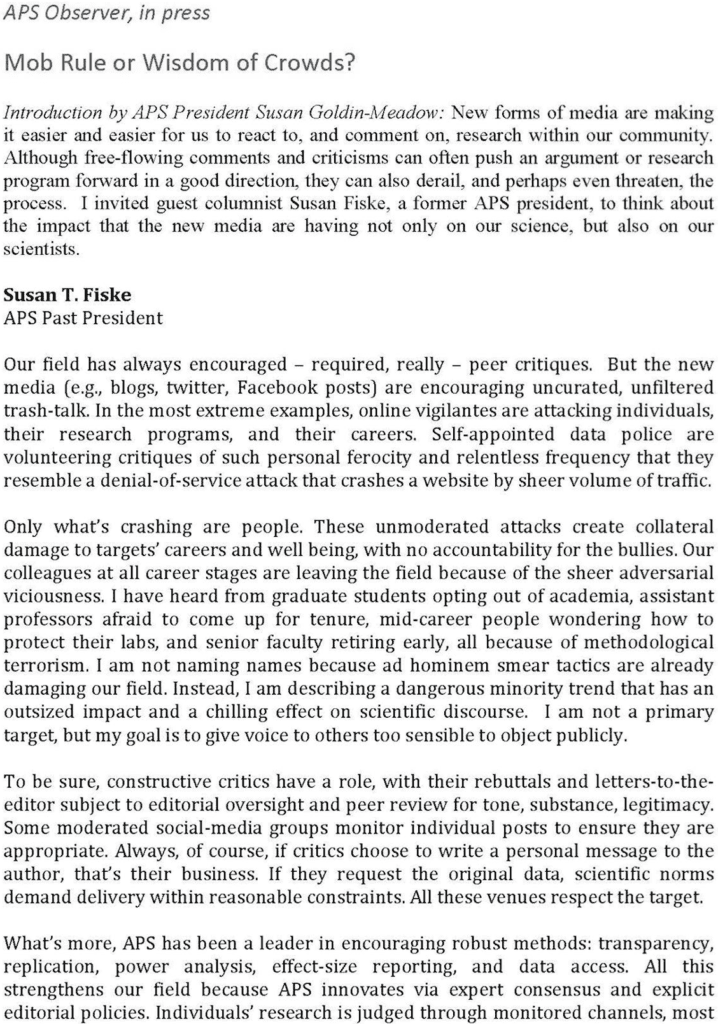 APS Observer, in press
Mob Rule or Wisdom of Crowds?
Introduction by APS President Susan Goldin-Meadow: New forms of media are making
it easier and easier for us to react to, and comment on, research within our community.
Although free-flowing comments and criticisms can often push an argument or research
program forward in a good direction, they can also derail, and perhaps even threaten, the
process. I invited guest columnist Susan Fiske, a former APS president, to think about
the impact that the new media are having not only on our science, but also on our
scientists.
Susan T. Fiske
APS Past President
Our field has always encouraged – required, really – peer critiques. But the new
media (e.g., blogs, twitter, Facebook posts) are encouraging uncurated, unfiltered
trash-talk. In the most extreme examples, online vigilantes are attacking individuals,
their research programs, and their careers. Self-appointed data police are
volunteering critiques of such personal ferocity and relentless frequency that they
resemble a denial-of-service attack that crashes a website by sheer volume of traffic.
Only what's crashing are people. These unmoderated attacks create collateral
damage to targets' careers and well being, with no accountability for the bullies. Our
colleagues at all career stages are leaving the field because of the sheer adversarial
viciousness. I have heard from graduate students opting out of academia, assistant
professors afraid to come up for tenure, mid-career people wondering how to
protect their labs, and senior faculty retiring early, all because of methodological
terrorism. I am not naming names because ad hominem smear tactics are already
damaging our field. Instead, I am describing a dangerous minority trend that has an
outsized impact and a chilling effect on scientific discourse. I am not a primary
target, but my goal is to give voice to others too sensible to object publicly.
To be sure, constructive critics have a role, with their rebuttals and letters-to-the-
editor subject to editorial oversight and peer review for tone, substance, legitimacy.
Some moderated social-media groups monitor individual posts to ensure they are
appropriate. Always, of course, if critics choose to write a personal message to the
author, that's their business. If they request the original data, scientific norms
demand delivery within reasonable constraints. All these venues respect the target.
What's more, APS has been a leader in encouraging robust methods: transparency,
replication, power analysis, effect-size reporting, and data access. All this
strengthens our field because APS innovates via expert consensus and explicit
editorial policies. Individuals' research is judged through monitored channels, most